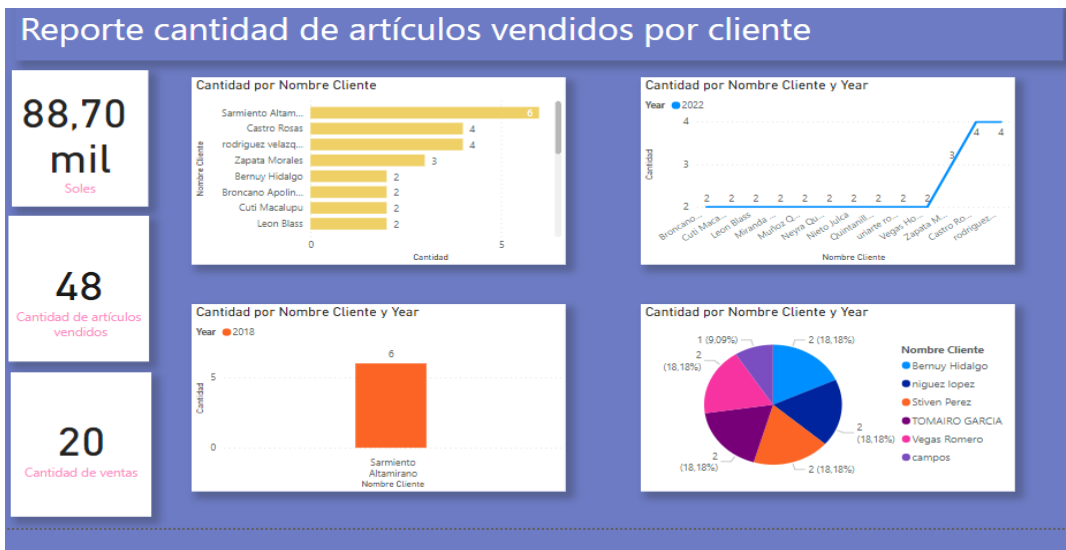 Reporte cantidad de artículos vendidos por cliente
88,70
mil
Soles
48
Cantidad de artículos
vendidos
20
Cantidad de ventas
Cantidad por Nombre Cliente
Nombre Cliente
Sarmiento Altam... 6
Castro Rosas 4
rodriguez velazq... 4
Zapata Morales 3
Bernuy Hidalgo 2
Broncano Apolin... 2
Cuti Macalupu 2
Leon Blass 2
0 5
Cantidad
Cantidad por Nombre Cliente y Year
Year 2022
Cantidad
4
3
2
2 2 2 2 2 2 2 2 2 2 3 4 4
Broncano... Cuti Maca... Leon Blass Miranda ... Muñoz Q... Neyra Qu... Nieto Julca Quintanill... uriarte ro... Vegas Ho... Zapata M... Castro Ro... rodriguez...
Nombre Cliente
Cantidad por Nombre Cliente y Year
Year 2018
Cantidad
6
5
0
Sarmiento
Altamirano
Nombre Cliente
Cantidad por Nombre Cliente y Year
1 (9,09%)
2 (18,18%)
2
(18,18%)
2
(18,18%)
2
(18,18%)
2 (18,18%)
Nombre Cliente
Bernuy Hidalgo
niguez lopez
Stiven Perez
TOMAIRO GARCIA
Vegas Romero
campos